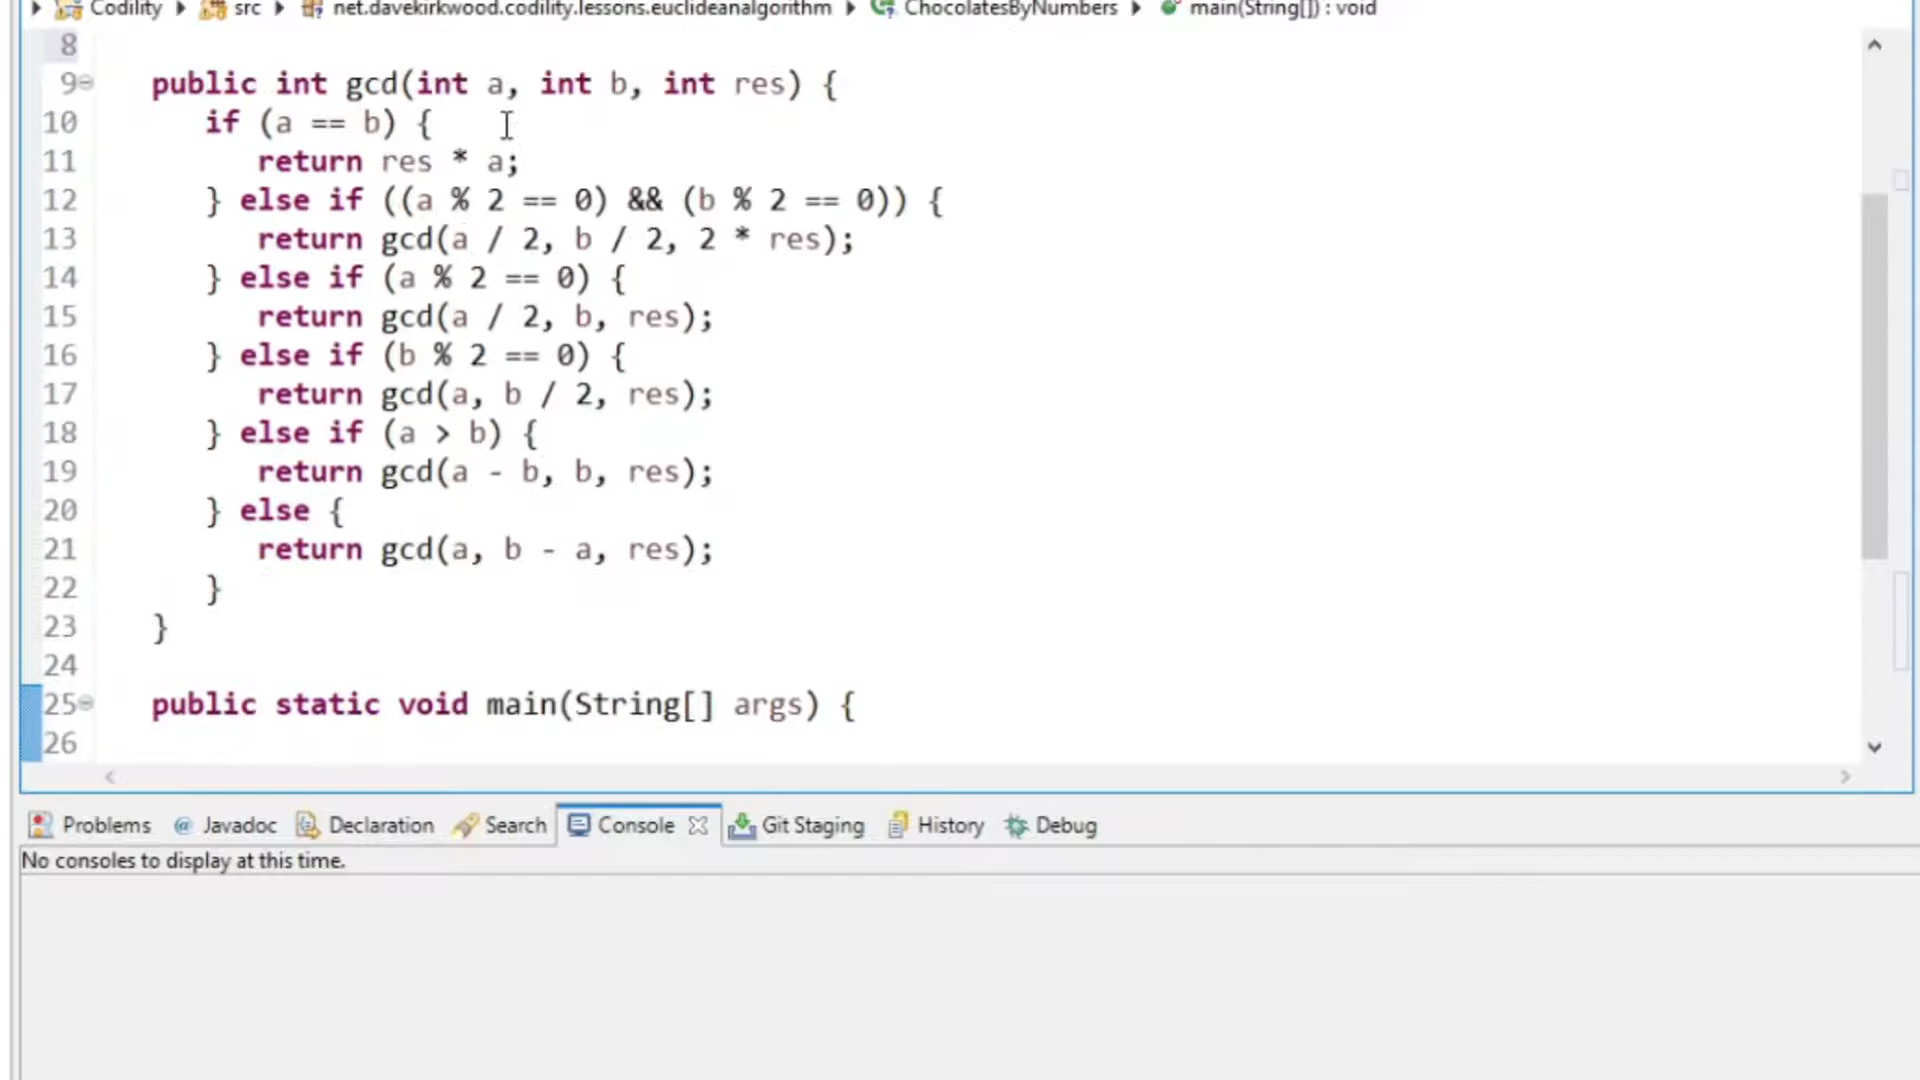 Codility src net.davekirkwood.codility.lessons.euclideanalgorithm ChocolatesByNumbers main(String[]) : void
8
9 public int gcd(int a, int b, int res) {
10 if (a == b) {
11 return res * a;
12 } else if ((a % 2 == 0) && (b % 2 == 0)) {
13 return gcd(a / 2, b / 2, 2 * res);
14 } else if (a % 2 == 0) {
15 return gcd(a / 2, b, res);
16 } else if (b % 2 == 0) {
17 return gcd(a, b / 2, res);
18 } else if (a > b) {
19 return gcd(a - b, b, res);
20 } else {
21 return gcd(a, b - a, res);
22 }
23 }
24
25 public static void main(String[] args) {
26
Problems @ Javadoc Declaration Search Console Git Staging History Debug
No consoles to display at this time.